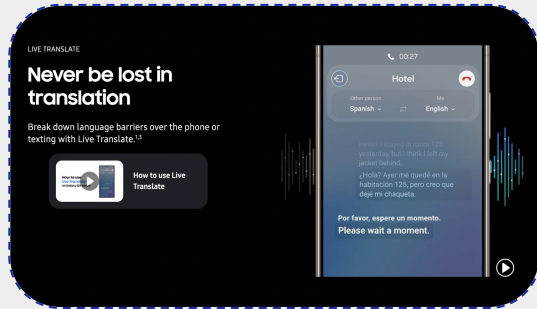 LIVE TRANSLATE
Never be lost in
translation
Break down language barriers over the phone or
texting with Live Translate.¹,³
How to use Live
Translate
00:27
Hotel
Other person
Me
Spanish
English
yesterday, but I think I left my
jacket behind.
¿Hola? Ayer me quedé en la
habitación 125, pero creo que
dejé mi chaqueta.
Por favor, espere un momento.
Please wait a moment.